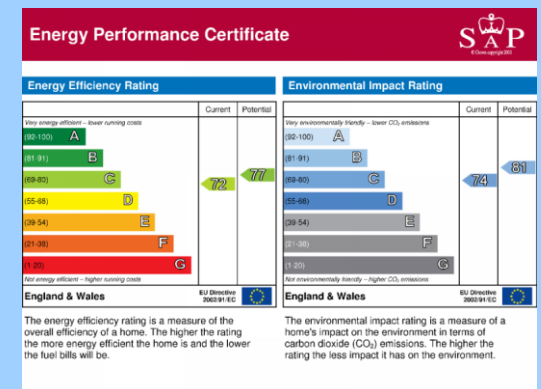 Energy Performance Certificate
SAP
© Crown copyright 2011
Energy Efficiency Rating
Current Potential
Very energy efficient – lower running costs
(92-100) A
(81-91) B
(69-80) C
(55-68) D
(39-54) E
(21-38) F
(1-20) G
72
77
Not energy efficient – higher running costs
England & Wales
EU Directive
2002/91/EC
The energy efficiency rating is a measure of the
overall efficiency of a home. The higher the rating
the more energy efficient the home is and the lower
the fuel bills will be.
Environmental Impact Rating
Current Potential
Very environmentally friendly – lower CO₂ emissions
(92-100) A
(81-91) B
(69-80) C
(55-68) D
(39-54) E
(21-38) F
(1-20) G
74
81
Not environmentally friendly – higher CO₂ emissions
England & Wales
EU Directive
2002/91/EC
The environmental impact rating is a measure of a
home's impact on the environment in terms of
carbon dioxide (CO₂) emissions. The higher the
rating the less impact it has on the environment.